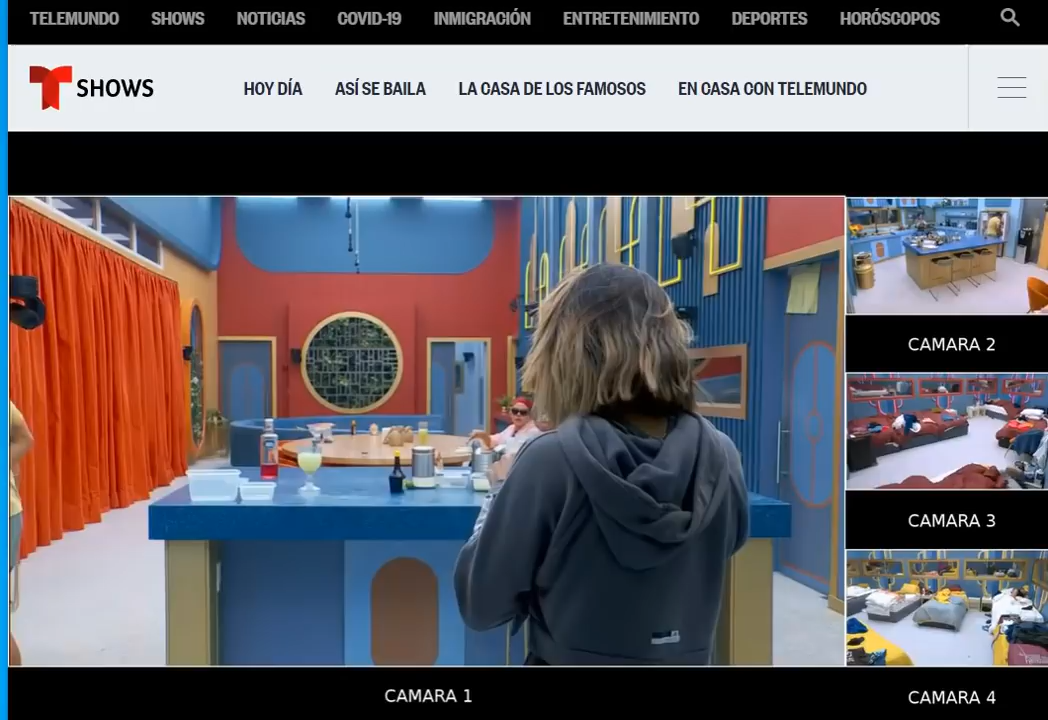 TELEMUNDO SHOWS NOTICIAS COVID-19 INMIGRACIÓN ENTRETENIMIENTO DEPORTES HORÓSCOPOS
SHOWS HOY DÍA ASÍ SE BAILA LA CASA DE LOS FAMOSOS EN CASA CON TELEMUNDO
CAMARA 2
CAMARA 3
CAMARA 1
CAMARA 4